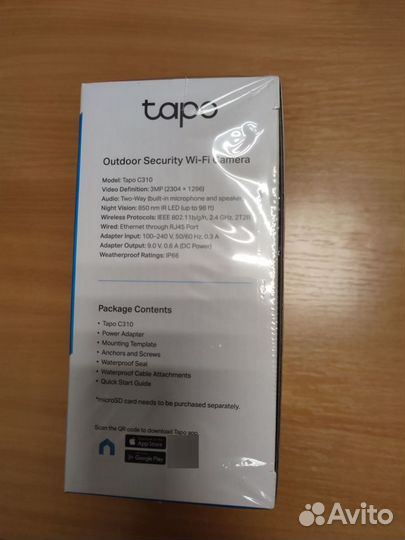 tapo
Outdoor Security Wi-Fi Camera
Model: Tapo C310
Video Definition: 3MP (2304 × 1296)
Audio: Two-Way (built-in microphone and speaker
Night Vision: 850 nm IR LED (up to 98 ft)
Wireless Protocols: IEEE 802.11b/g/n, 2.4 GHz, 2T2R
Wired: Ethernet through RJ45 Port
Adapter Input: 100–240 V, 50/60 Hz, 0.3 A
Adapter Output: 9.0 V, 0.6 A (DC Power)
Weatherproof Ratings: IP66
Package Contents
• Tapo C310
• Power Adapter
• Mounting Template
• Anchors and Screws
• Waterproof Seal
• Waterproof Cable Attachments
• Quick Start Guide
*microSD card needs to be purchased separately.
Scan the QR code to download Tapo app.
App Store
Google Play
Avito